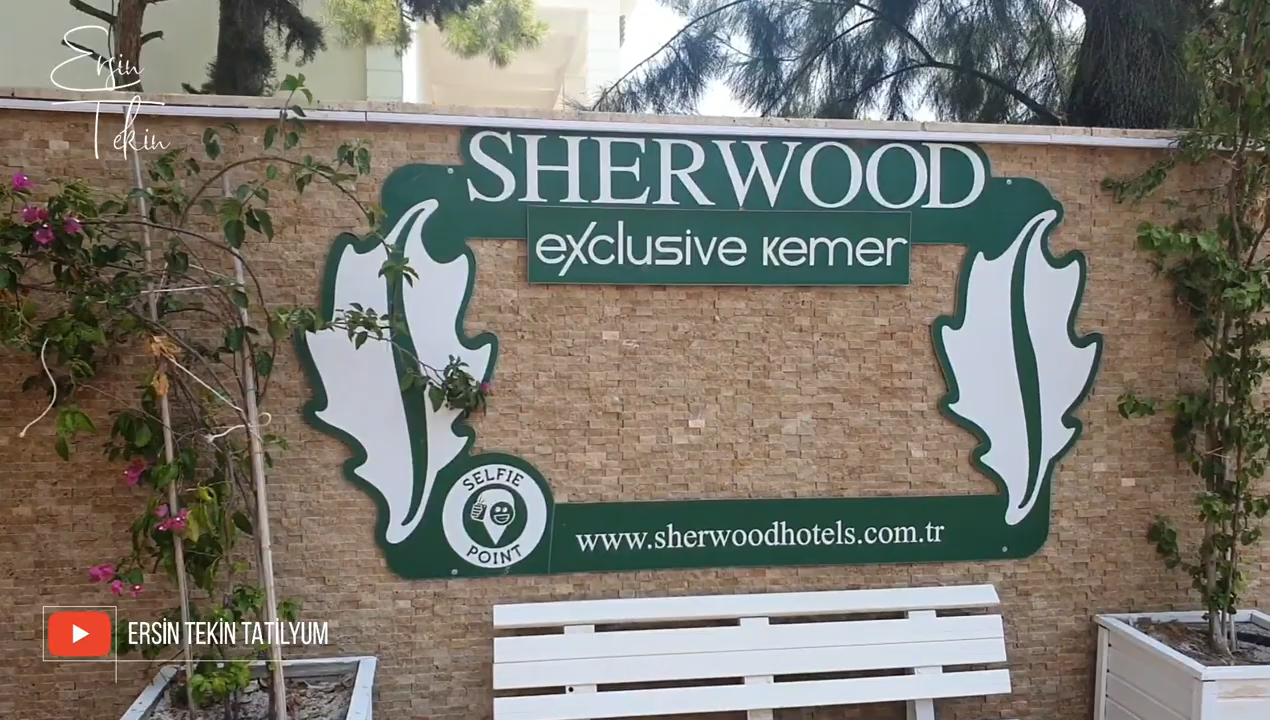 Ersin
Tekin
SHERWOOD
exclusive Kemer
SELFIE
POINT
www.sherwoodhotels.com.tr
ERSİN TEKİN TATİLYUM